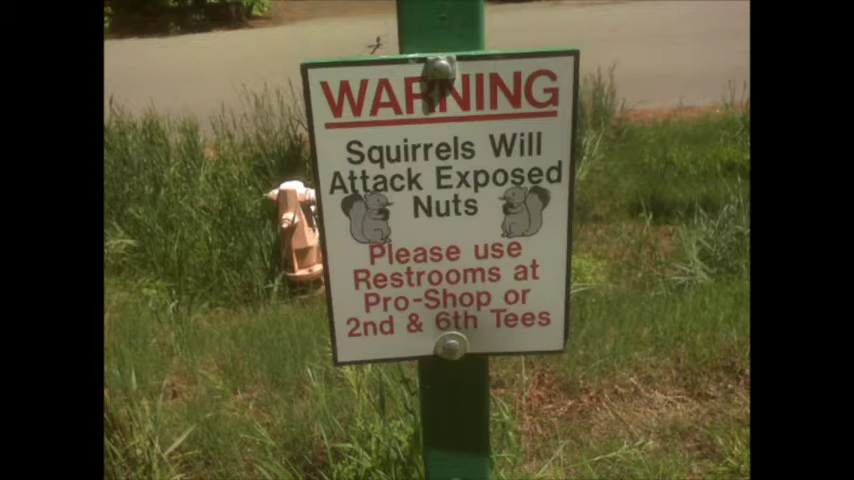 WARNING
Squirrels Will
Attack Exposed
Nuts
Please use
Restrooms at
Pro-Shop or
2nd & 6th Tees